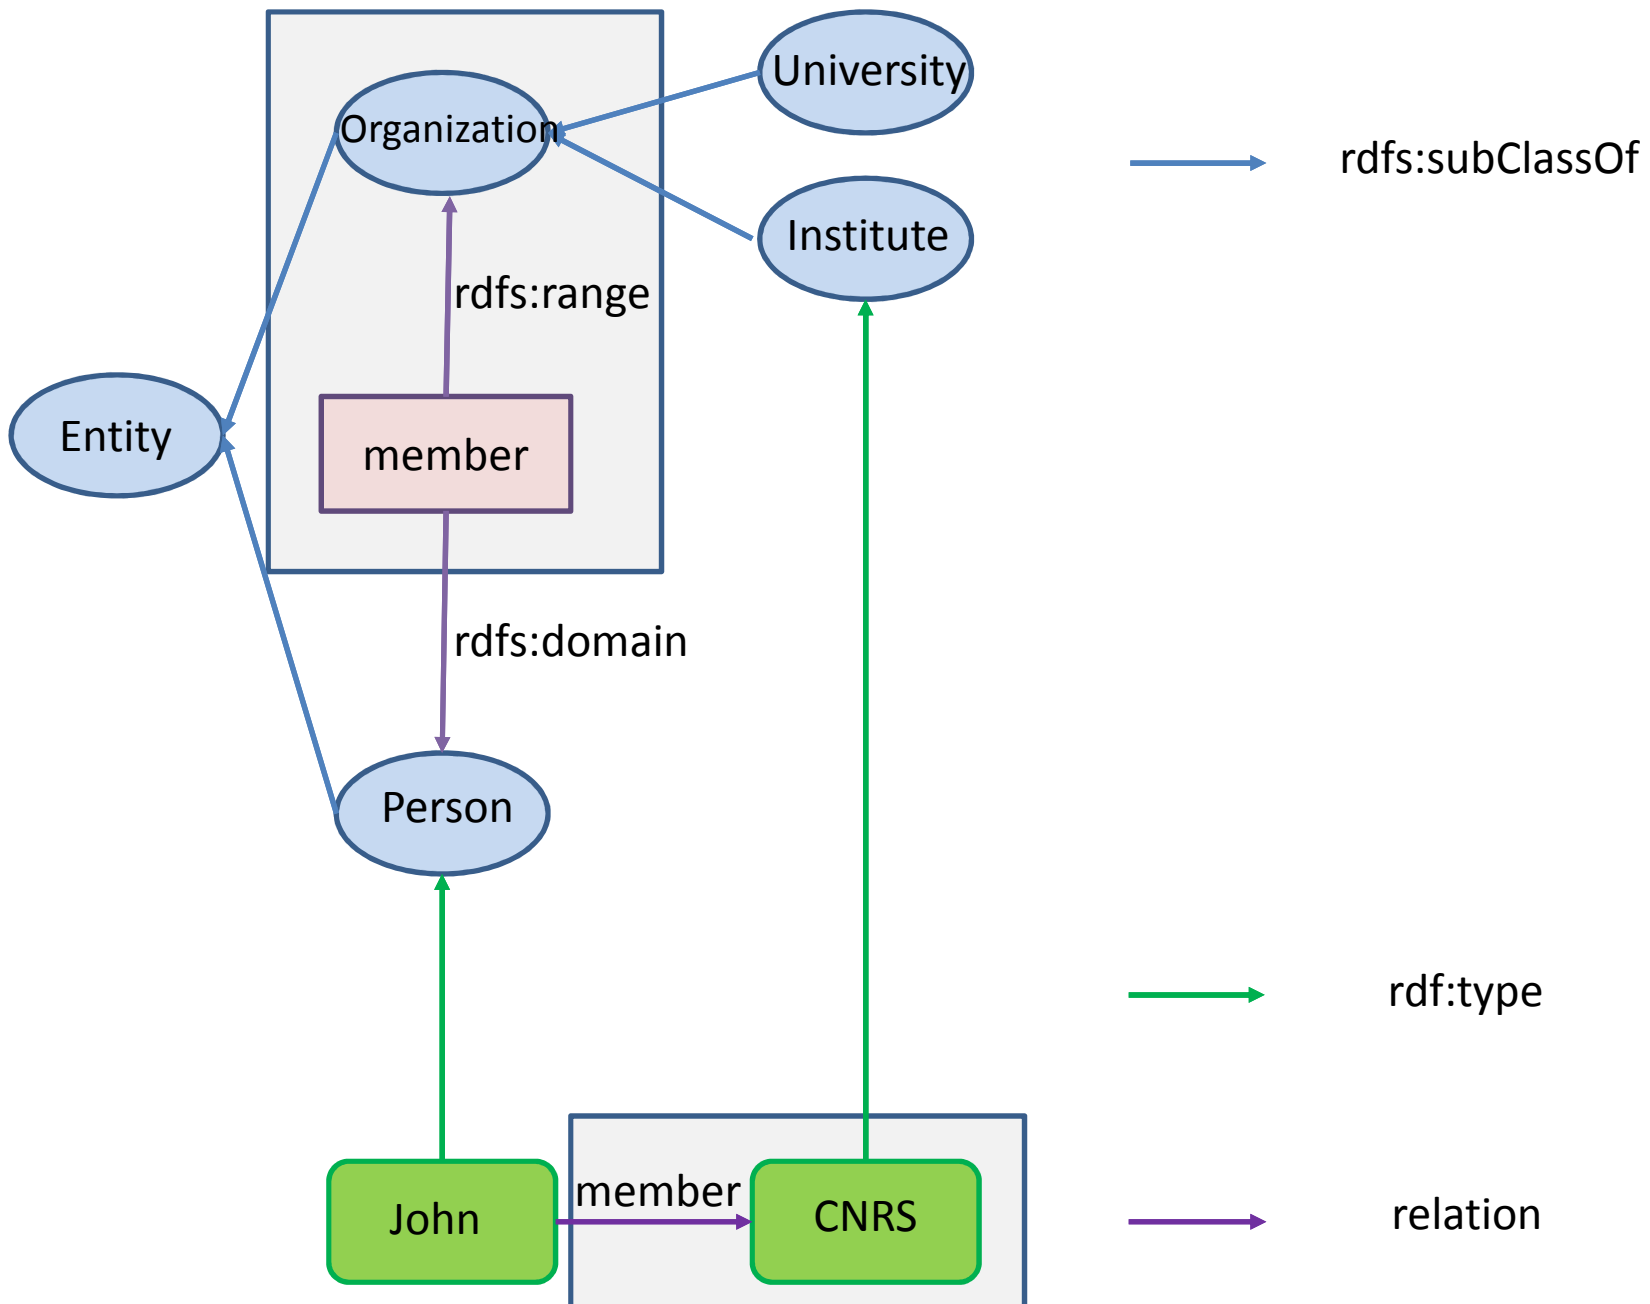 University
Organization
rdfs:subClassOf
Institute
rdfs:range
Entity
member
rdfs:domain
Person
rdf:type
member
John
CNRS
relation